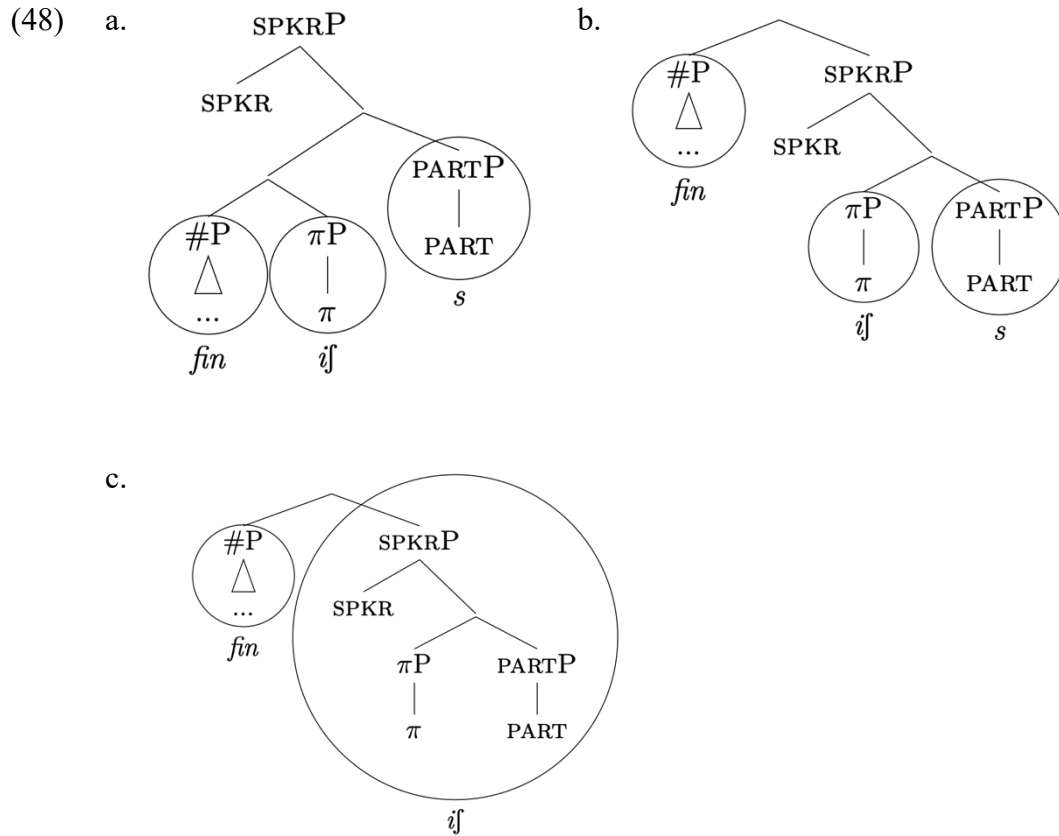 (48) a. b.
SPKRP
SPKR
PARTP
PART
s
#P
...
fin
πP
π
iʃ
#P
...
fin
SPKRP
SPKR
πP
π
iʃ
PARTP
PART
s
c.
#P
...
fin
SPKRP
SPKR
πP PARTP
π PART
iʃ